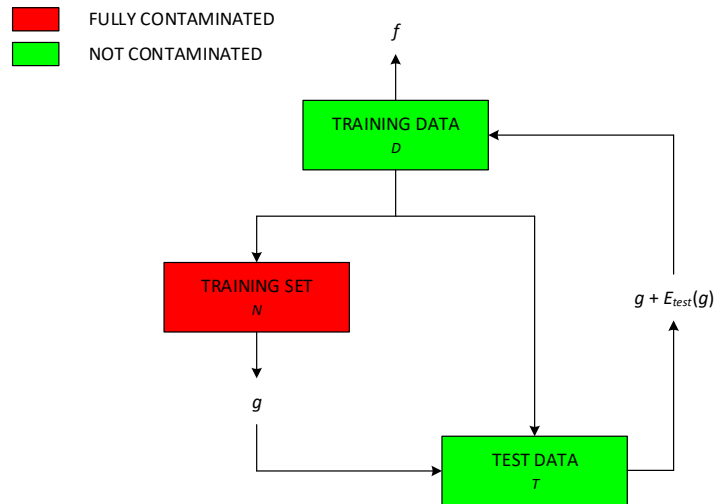 FULLY CONTAMINATED
NOT CONTAMINATED
f
TRAINING DATA
D
TRAINING SET
N
g + Etest(g)
g
TEST DATA
T